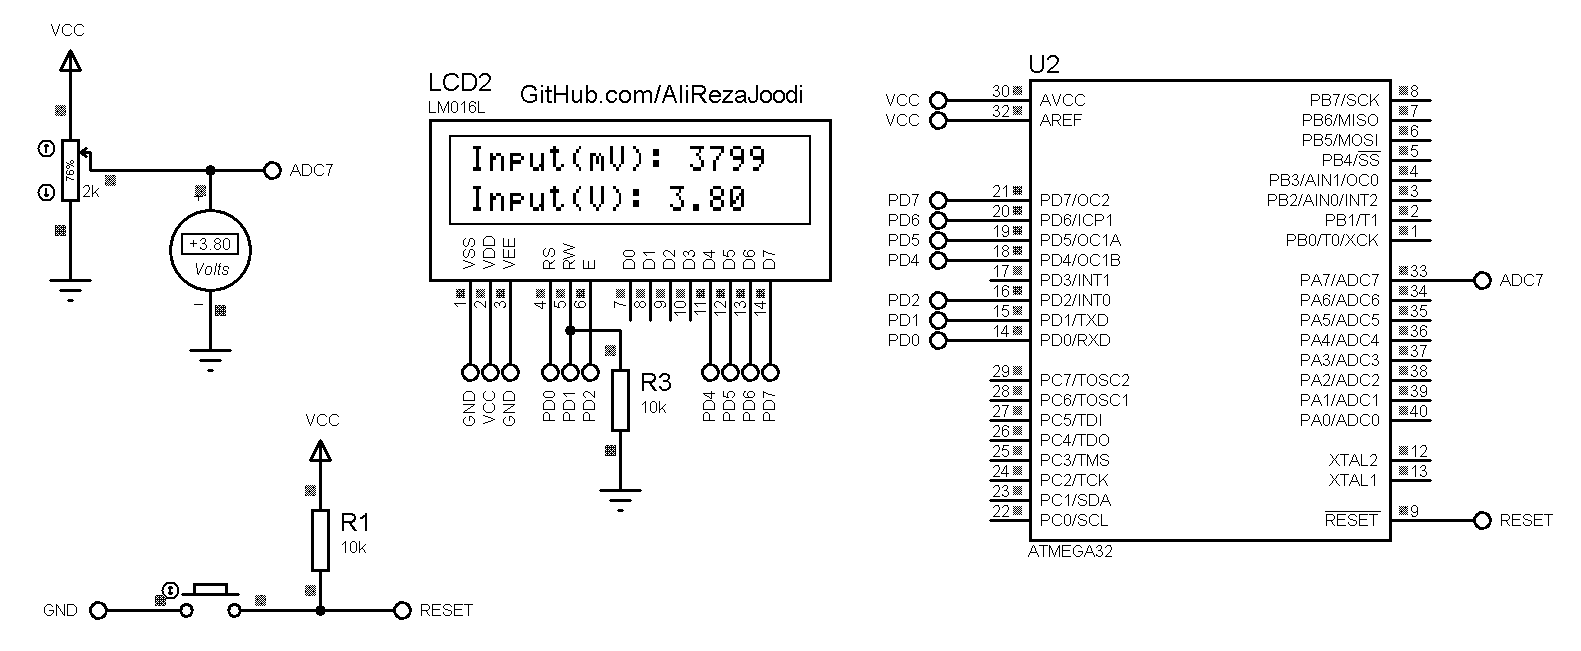 VCC
76%
2k
ADC7
+3.80
Volts
VCC
R1
10k
GND
RESET
LCD2
LM016L
GitHub.com/AliRezaJoodi
Input(mV): 3799
Input(V): 3.80
VSS VDD VEE RS RW E D0 D1 D2 D3 D4 D5 D6 D7
1 2 3 4 5 6 7 8 9 10 11 12 13 14
GND VCC GND PD0 PD1 PD2 PD4 PD5 PD6 PD7
R3
10k
U2
VCC 30 AVCC PB7/SCK 8
VCC 32 AREF PB6/MISO 7
PB5/MOSI 6
PB4/SS 5
PB3/AIN1/OC0 4
PD7 21 PD7/OC2 PB2/AIN0/INT2 3
PD6 20 PD6/ICP1 PB1/T1 2
PD5 19 PD5/OC1A PB0/T0/XCK 1
PD4 18 PD4/OC1B
17 PD3/INT1 PA7/ADC7 33 ADC7
PD2 16 PD2/INT0 PA6/ADC6 34
PD1 15 PD1/TXD PA5/ADC5 35
PD0 14 PD0/RXD PA4/ADC4 36
PA3/ADC3 37
29 PC7/TOSC2 PA2/ADC2 38
28 PC6/TOSC1 PA1/ADC1 39
27 PC5/TDI PA0/ADC0 40
26 PC4/TDO
25 PC3/TMS XTAL2 12
24 PC2/TCK XTAL1 13
23 PC1/SDA
22 PC0/SCL RESET 9 RESET
ATMEGA32